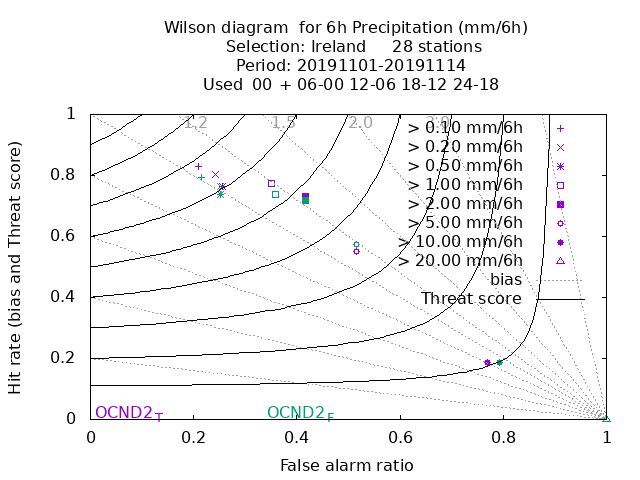 Wilson diagram  for 6h Precipitation (mm/6h)
Selection: Ireland     28 stations
Period: 20191101-20191114
Used  00  + 06-00 12-06 18-12 24-18
1.2 1.5 2.0 3.0
> 0.10 mm/6h
> 0.20 mm/6h
> 0.50 mm/6h
> 1.00 mm/6h
> 2.00 mm/6h
> 5.00 mm/6h
> 10.00 mm/6h
> 20.00 mm/6h
bias
Threat score
Hit rate (bias and Threat score)
1
0.8
0.6
0.4
0.2
0
OCND2_T OCND2_F
0 0.2 0.4 0.6 0.8 1
False alarm ratio